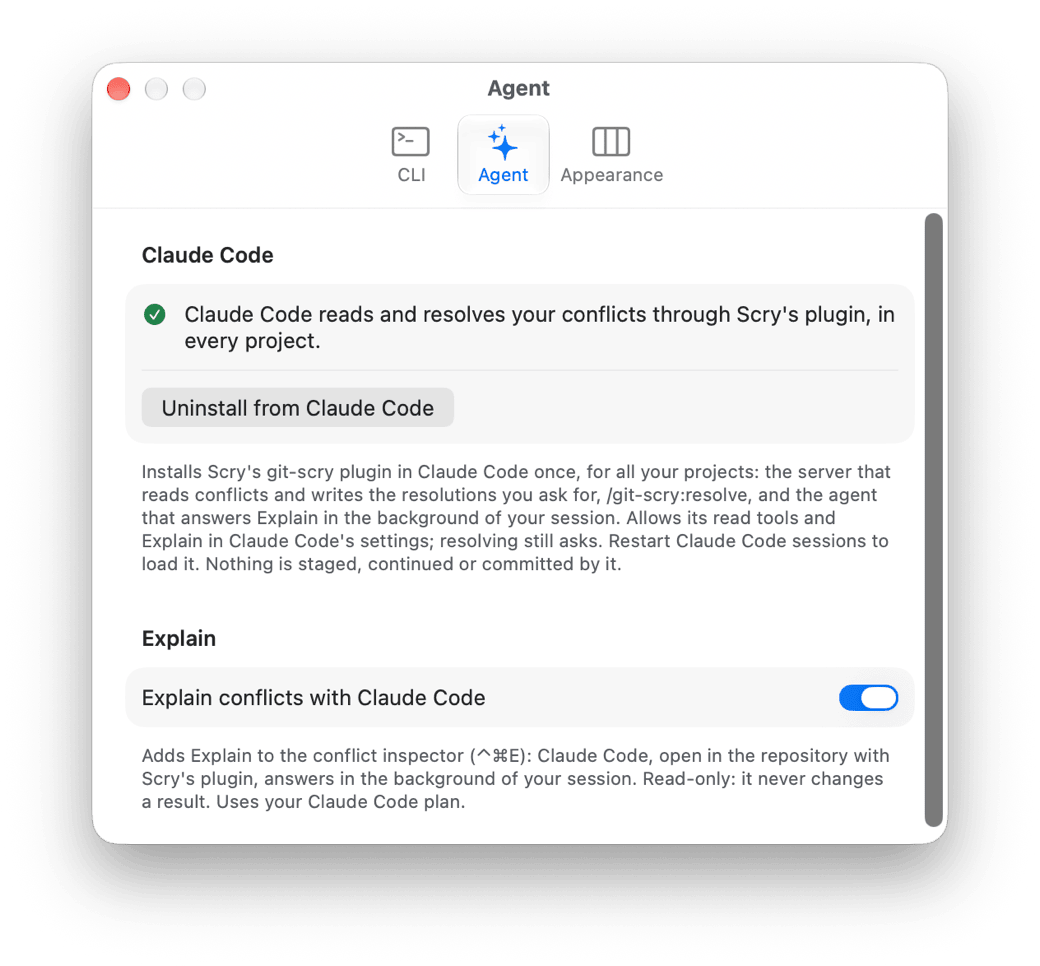 Agent
CLI
Agent
Appearance
Claude Code
Claude Code reads and resolves your conflicts through Scry's plugin, in
every project.
Uninstall from Claude Code
Installs Scry's git-scry plugin in Claude Code once, for all your projects: the server that
reads conflicts and writes the resolutions you ask for, /git-scry:resolve, and the agent
that answers Explain in the background of your session. Allows its read tools and
Explain in Claude Code's settings; resolving still asks. Restart Claude Code sessions to
load it. Nothing is staged, continued or committed by it.
Explain
Explain conflicts with Claude Code
Adds Explain to the conflict inspector (^⌘E): Claude Code, open in the repository with
Scry's plugin, answers in the background of your session. Read-only: it never changes
a result. Uses your Claude Code plan.